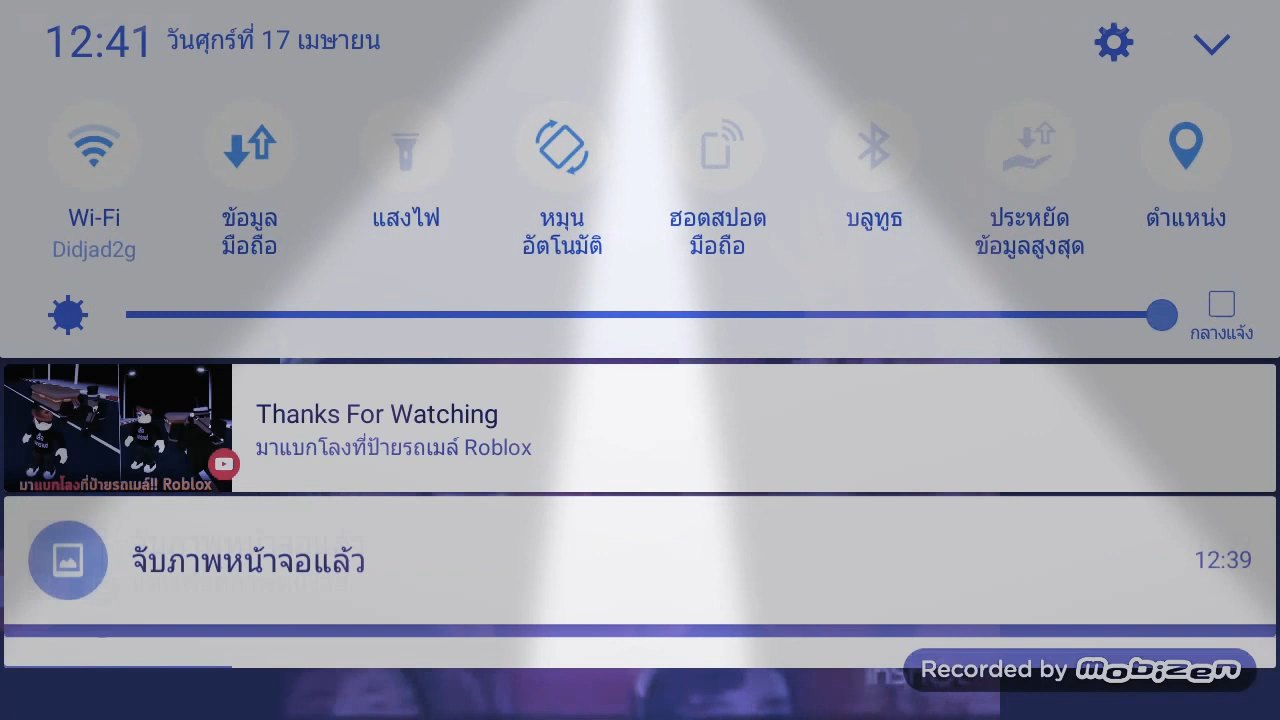 12:41 วันศุกร์ที่ 17 เมษายน
Wi-Fi
Didjad2g
ข้อมูล
มือถือ
แสงไฟ
หมุน
อัตโนมัติ
ฮอตสปอต
มือถือ
บลูทูธ
ประหยัด
ข้อมูลสูงสุด
ตำแหน่ง
กลางแจ้ง
Thanks For Watching
มาแบกโลงที่ป้ายรถเมล์ Roblox
มาแบกโลงที่ป้ายรถเมล์!! Roblox
จับภาพหน้าจอแล้ว
12:39
Recorded by mobizen